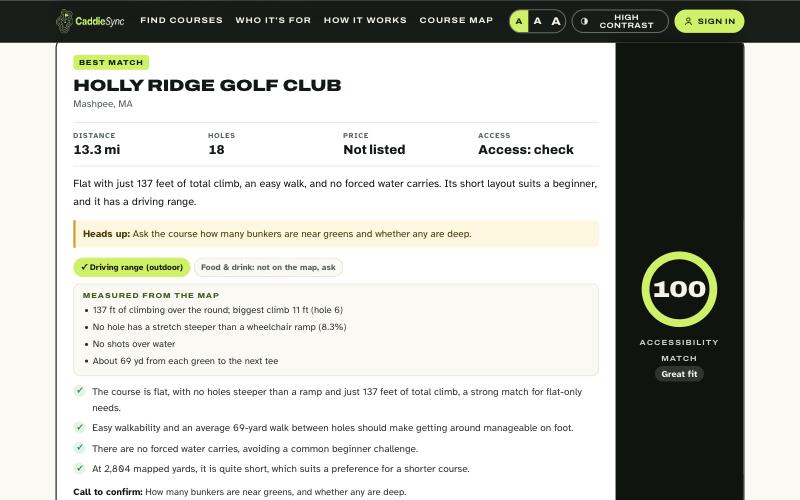 CaddieSync FIND COURSES WHO IT'S FOR HOW IT WORKS COURSE MAP A A A HIGH CONTRAST SIGN IN
BEST MATCH
HOLLY RIDGE GOLF CLUB
Mashpee, MA
DISTANCE HOLES PRICE ACCESS
13.3 mi 18 Not listed Access: check
Flat with just 137 feet of total climb, an easy walk, and no forced water carries. Its short layout suits a beginner,
and it has a driving range.
Heads up: Ask the course how many bunkers are near greens and whether any are deep.
✓ Driving range (outdoor) Food & drink: not on the map, ask
MEASURED FROM THE MAP
• 137 ft of climbing over the round; biggest climb 11 ft (hole 6)
• No hole has a stretch steeper than a wheelchair ramp (8.3%)
• No shots over water
• About 69 yd from each green to the next tee
✓ The course is flat, with no holes steeper than a ramp and just 137 feet of total climb, a strong match for flat-only
needs.
✓ Easy walkability and an average 69-yard walk between holes should make getting around manageable on foot.
✓ There are no forced water carries, avoiding a common beginner challenge.
✓ At 2,804 mapped yards, it is quite short, which suits a preference for a shorter course.
Call to confirm: How many bunkers are near greens, and whether any are deep.
100
ACCESSIBILITY
MATCH
Great fit